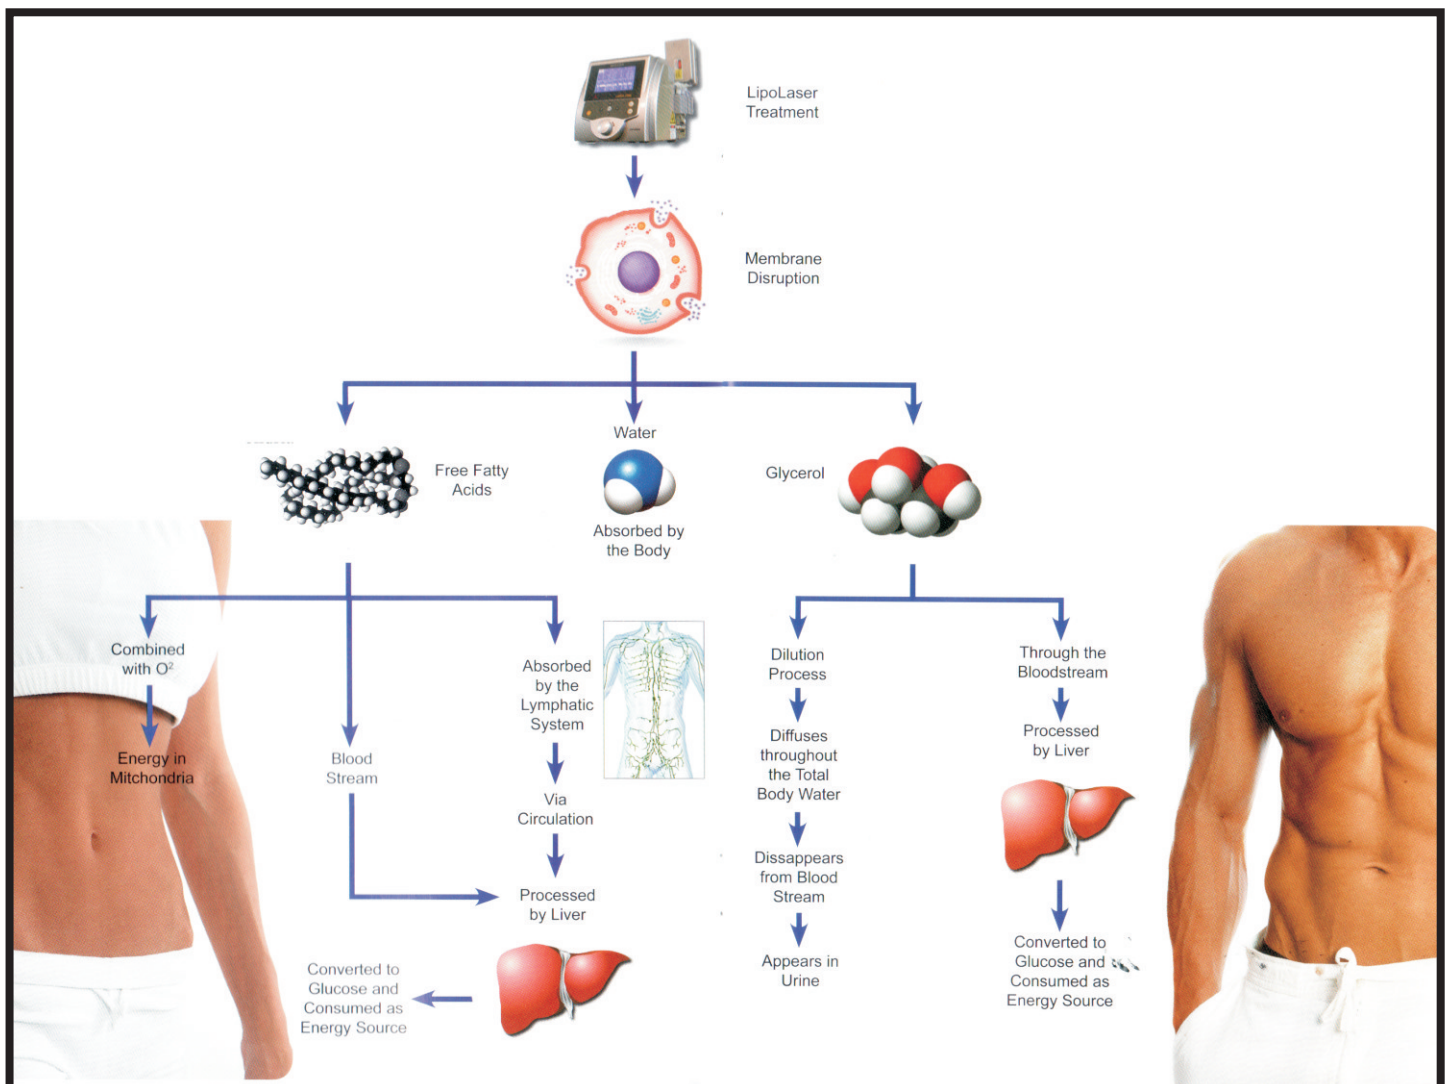 LipoLaser
Treatment
Membrane
Disruption
Free Fatty
Acids
Water
Absorbed by
the Body
Glycerol
Combined
with O²
Energy in
Mitchondria
Blood
Stream
Absorbed
by the
Lymphatic
System
Via
Circulation
Processed
by Liver
Converted to
Glucose and
Consumed as
Energy Source
Dilution
Process
Diffuses
throughout
the Total
Body Water
Dissappears
from Blood
Stream
Appears in
Urine
Through the
Bloodstream
Processed
by Liver
Converted to
Glucose and
Consumed as
Energy Source